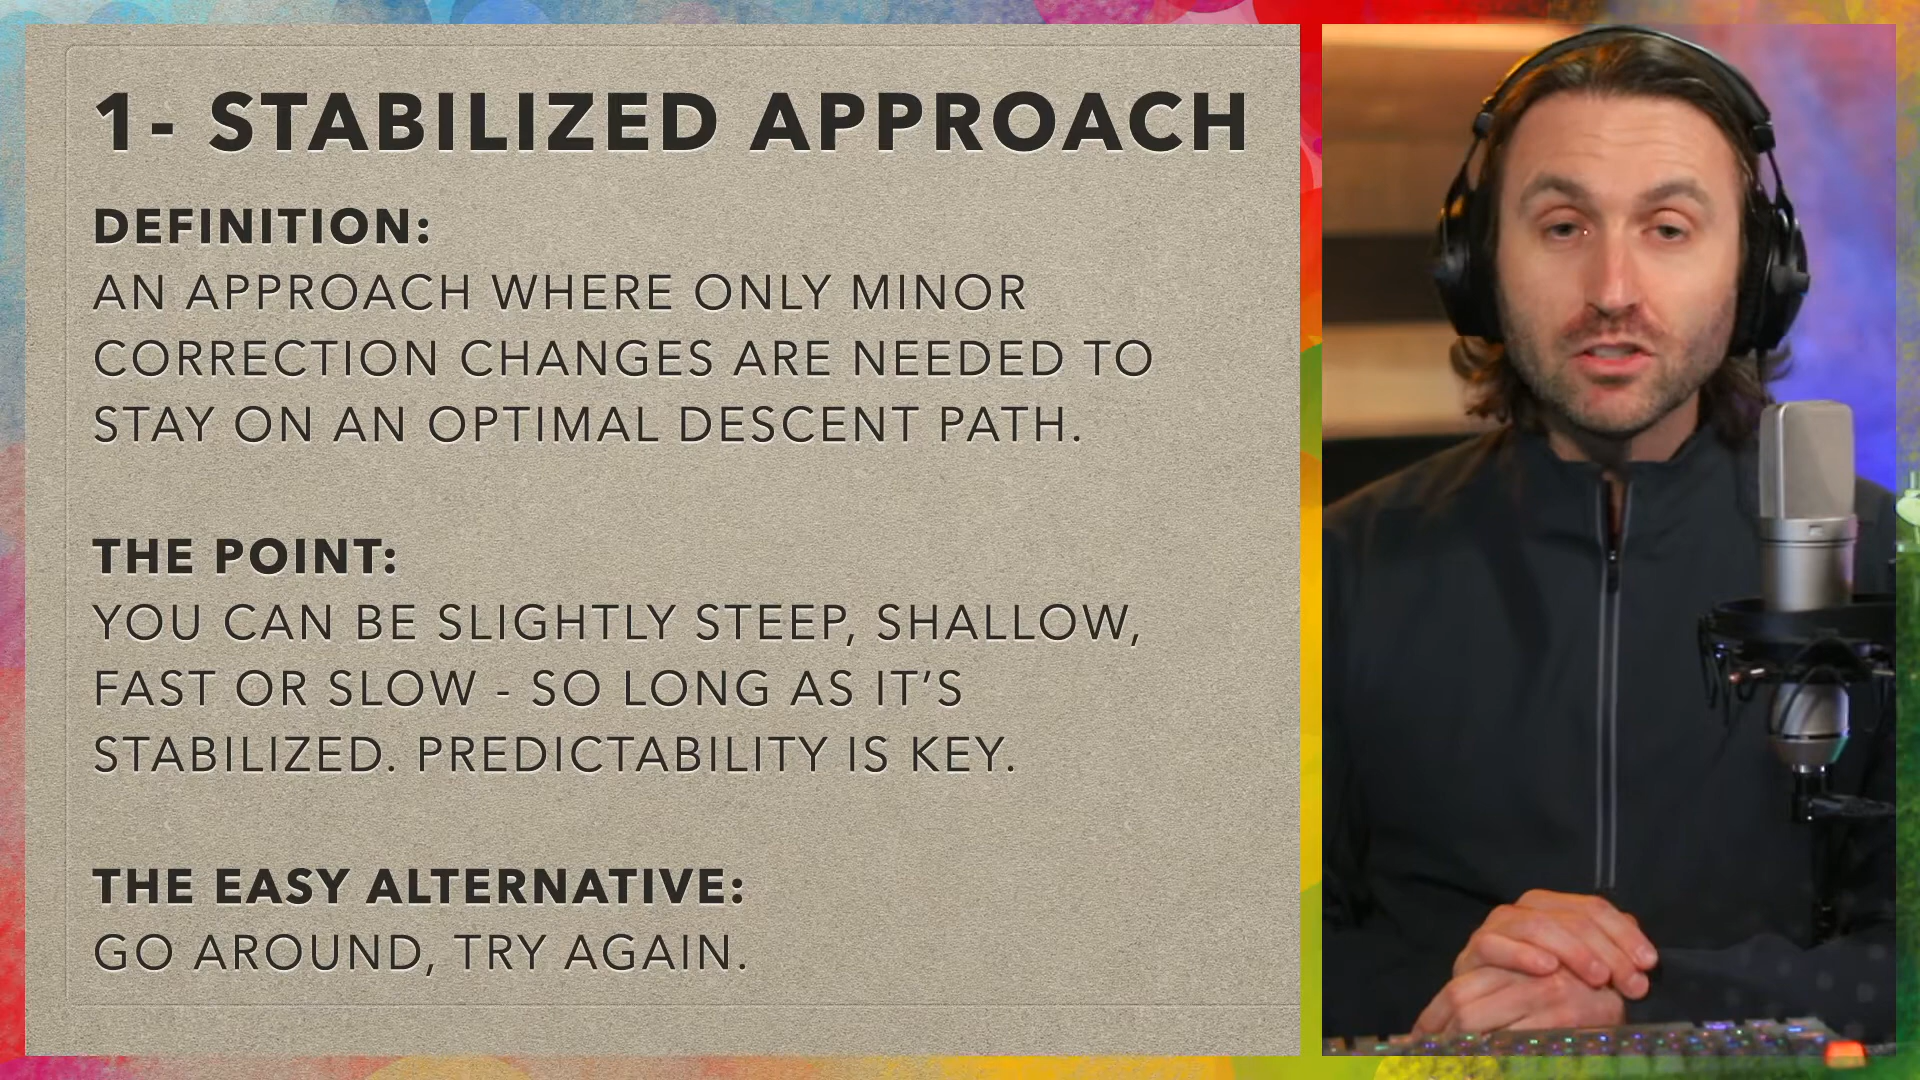 1- STABILIZED APPROACH
DEFINITION:
AN APPROACH WHERE ONLY MINOR
CORRECTION CHANGES ARE NEEDED TO
STAY ON AN OPTIMAL DESCENT PATH.
THE POINT:
YOU CAN BE SLIGHTLY STEEP, SHALLOW,
FAST OR SLOW - SO LONG AS IT’S
STABILIZED. PREDICTABILITY IS KEY.
THE EASY ALTERNATIVE:
GO AROUND, TRY AGAIN.